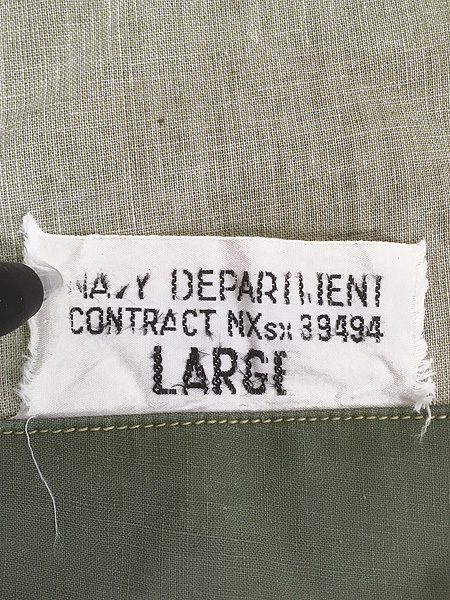 NAVY DEPARTMENT
CONTRACT NXsx 39494
LARGE